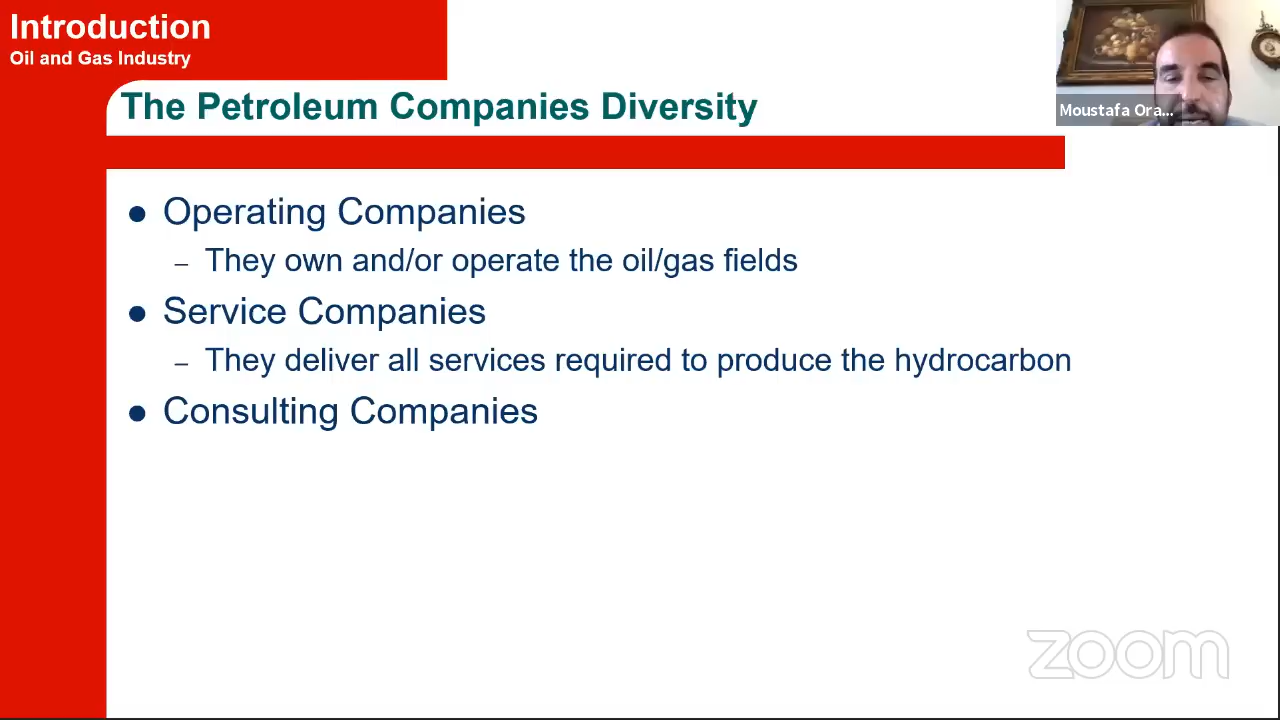 Introduction
Oil and Gas Industry
The Petroleum Companies Diversity
Moustafa Ora...
● Operating Companies
– They own and/or operate the oil/gas fields
● Service Companies
– They deliver all services required to produce the hydrocarbon
● Consulting Companies
zoom